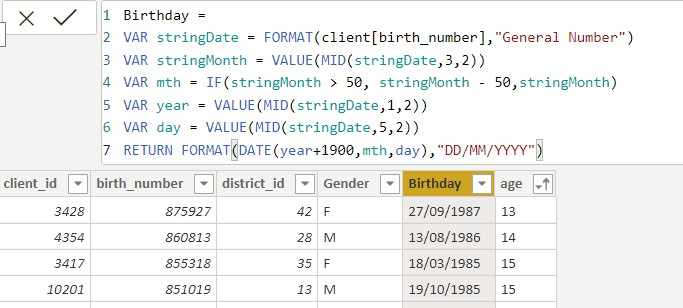 1 Birthday =
2 VAR stringDate = FORMAT(client[birth_number],"General Number")
3 VAR stringMonth = VALUE(MID(stringDate,3,2))
4 VAR mth = IF(stringMonth > 50, stringMonth - 50,stringMonth)
5 VAR year = VALUE(MID(stringDate,1,2))
6 VAR day = VALUE(MID(stringDate,5,2))
7 RETURN FORMAT(DATE(year+1900,mth,day),"DD/MM/YYYY")
client_id birth_number district_id Gender Birthday age
3428 875927 42 F 27/09/1987 13
4354 860813 28 M 13/08/1986 14
3417 855318 35 F 18/03/1985 15
10201 851019 13 M 19/10/1985 15